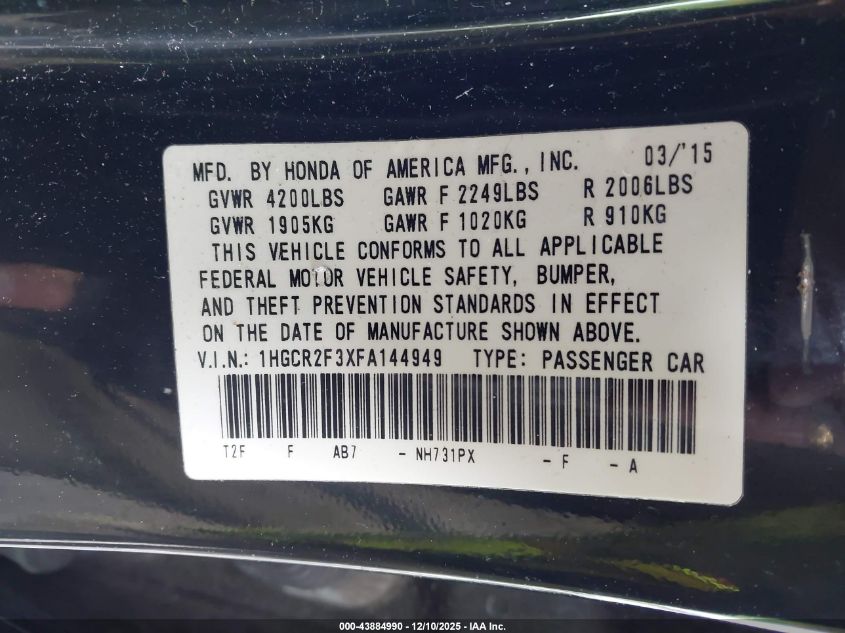 MFD. BY HONDA OF AMERICA MFG., INC. 03/'15
GVWR 4200LBS GAWR F 2249LBS R 2006LBS
GVWR 1905KG GAWR F 1020KG R 910KG
THIS VEHICLE CONFORMS TO ALL APPLICABLE
FEDERAL MOTOR VEHICLE SAFETY, BUMPER,
AND THEFT PREVENTION STANDARDS IN EFFECT
ON THE DATE OF MANUFACTURE SHOWN ABOVE.
V.I.N.: 1HGCR2F3XFA144949 TYPE: PASSENGER CAR
T2F F AB7 - NH731PX - F - A
000-43884990 - 12/10/2025 - IAA Inc.